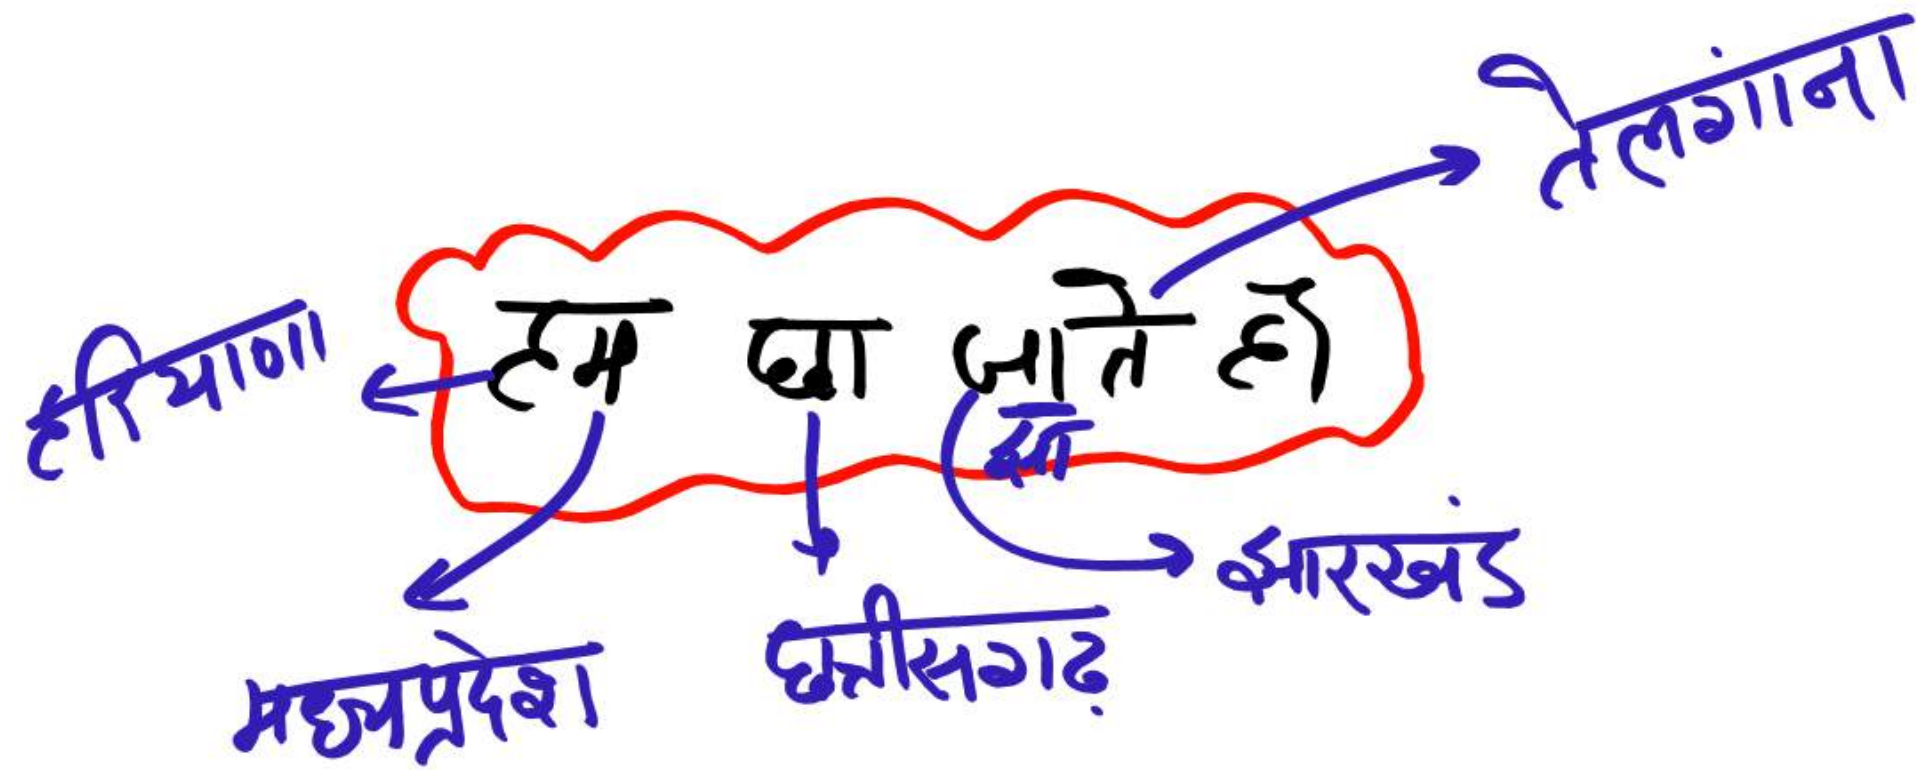 तेलगांना
हरियाणा
हम छा जाते हो
झा
झारखंड
मध्यप्रदेश
छत्तीसगढ़